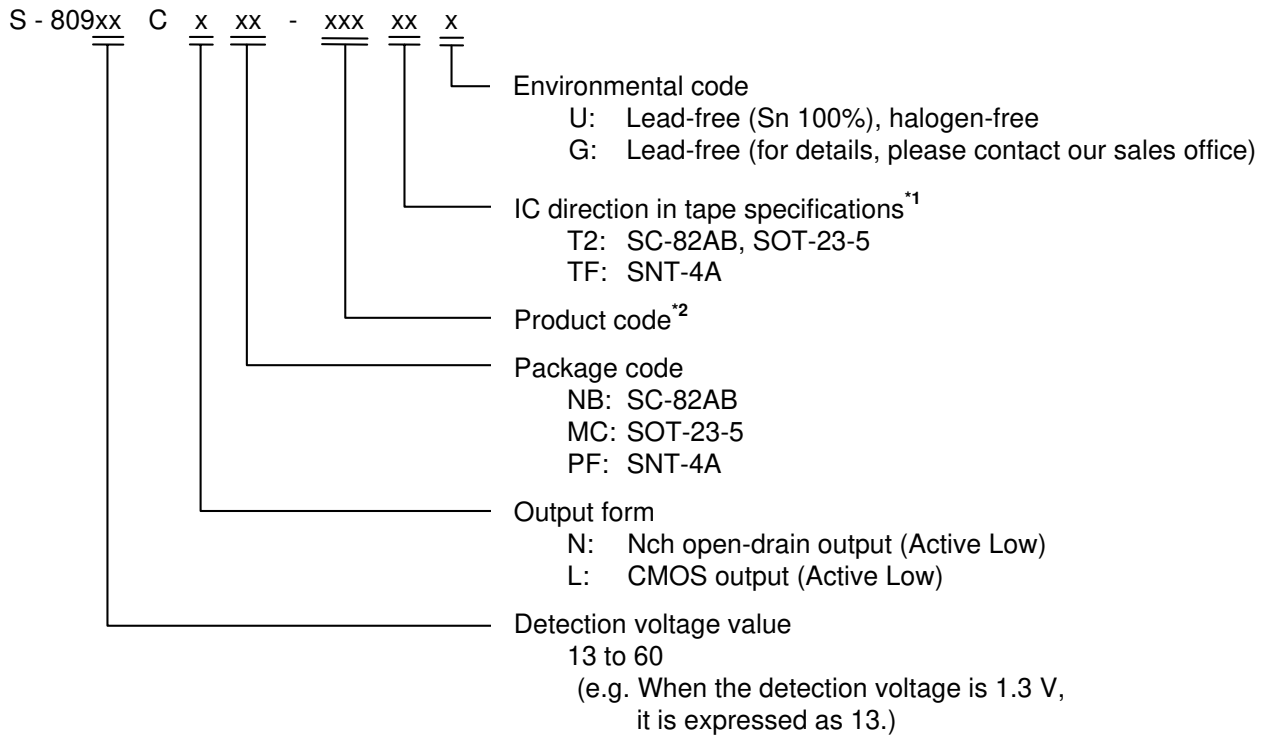 S - 809xx C x xx - xxx xx x
Environmental code
U: Lead-free (Sn 100%), halogen-free
G: Lead-free (for details, please contact our sales office)
IC direction in tape specifications*1
T2: SC-82AB, SOT-23-5
TF: SNT-4A
Product code*2
Package code
NB: SC-82AB
MC: SOT-23-5
PF: SNT-4A
Output form
N: Nch open-drain output (Active Low)
L: CMOS output (Active Low)
Detection voltage value
13 to 60
(e.g. When the detection voltage is 1.3 V,
it is expressed as 13.)